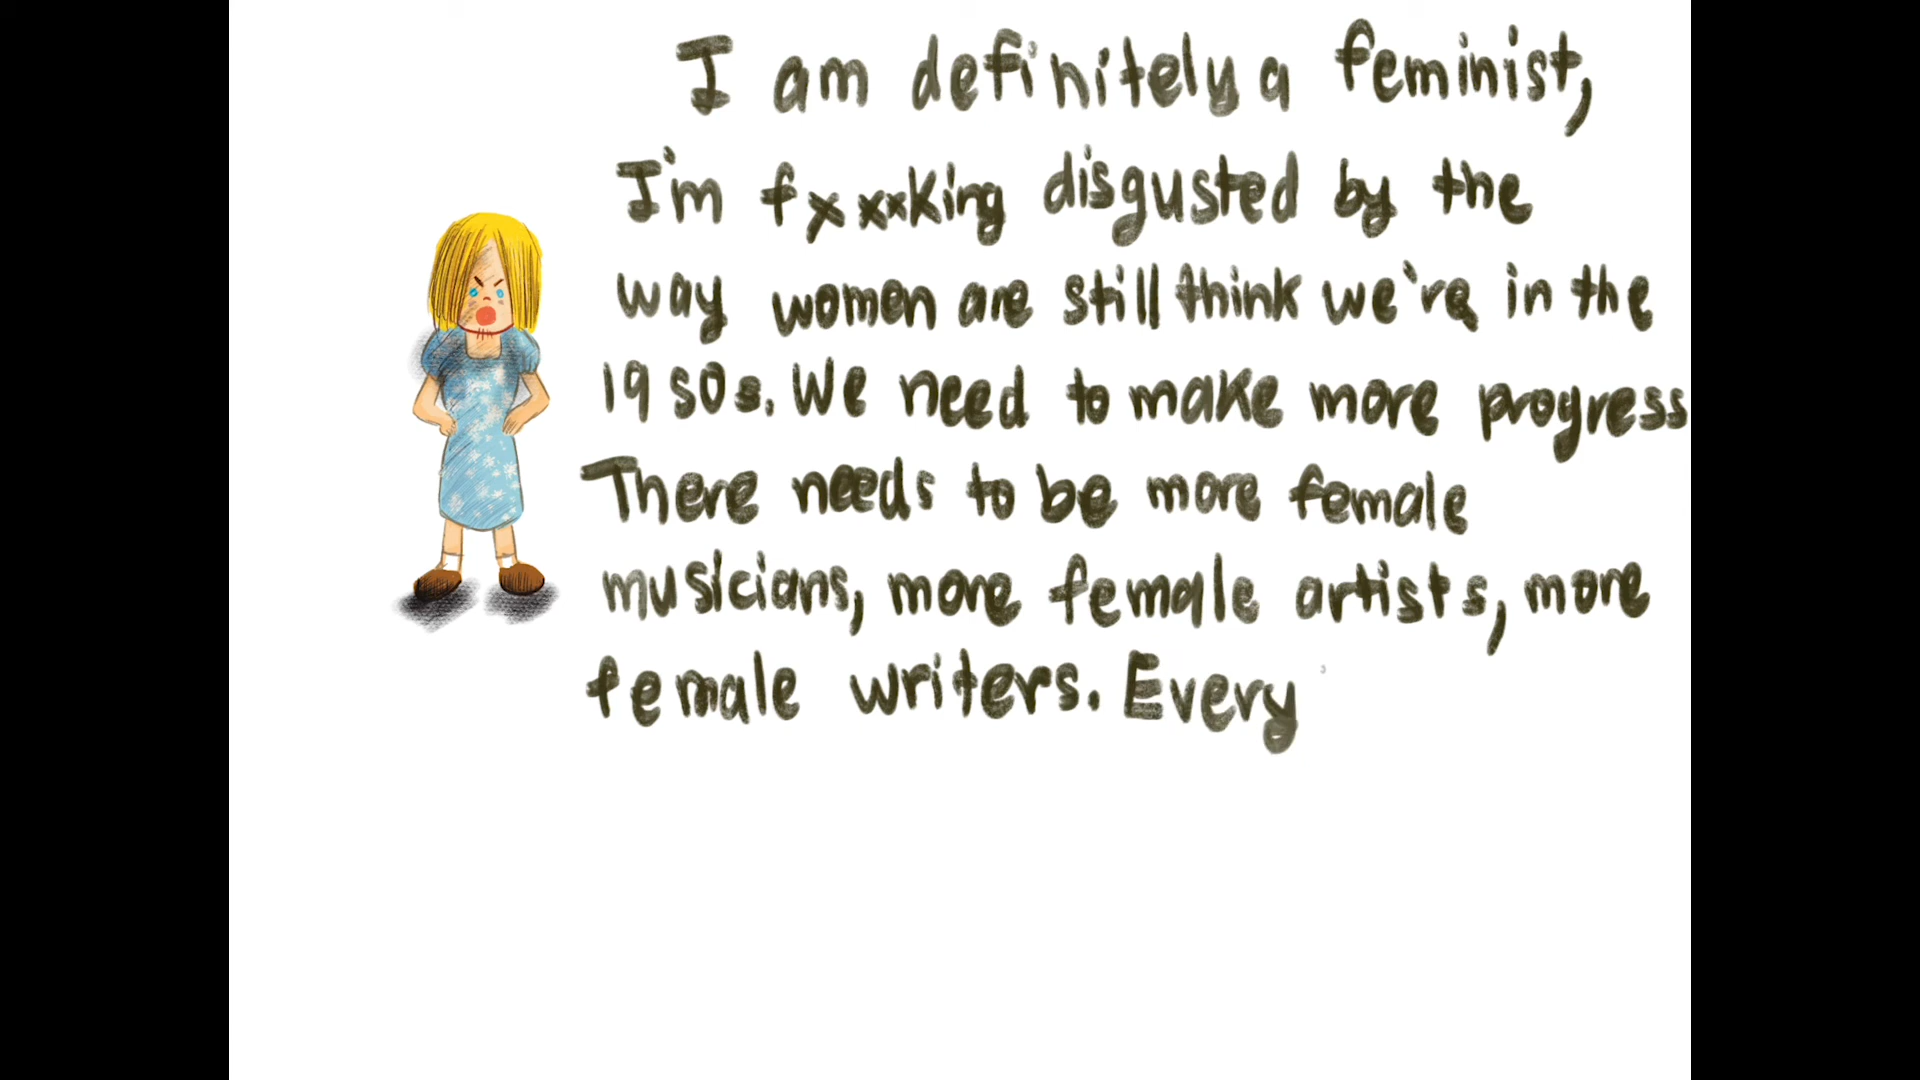 I am definitely a feminist,
I'm fxxxking disgusted by the
way women are still think we're in the
1950s. We need to make more progress
There needs to be more female
musicians, more female artists, more
female writers. Every